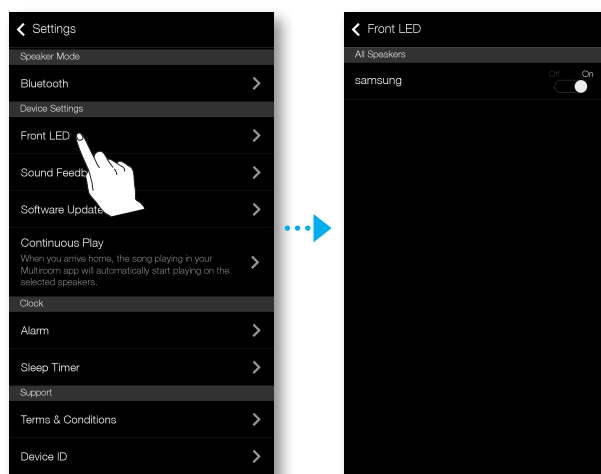 Settings
Speaker Mode
Bluetooth
Device Settings
Front LED
Sound Feedb
Software Update
Continuous Play
When you arrive home, the song playing in your
Multiroom app will automatically start playing on the
selected speakers.
Clock
Alarm
Sleep Timer
Support
Terms & Conditions
Device ID
Front LED
All Speakers
samsung
Off On